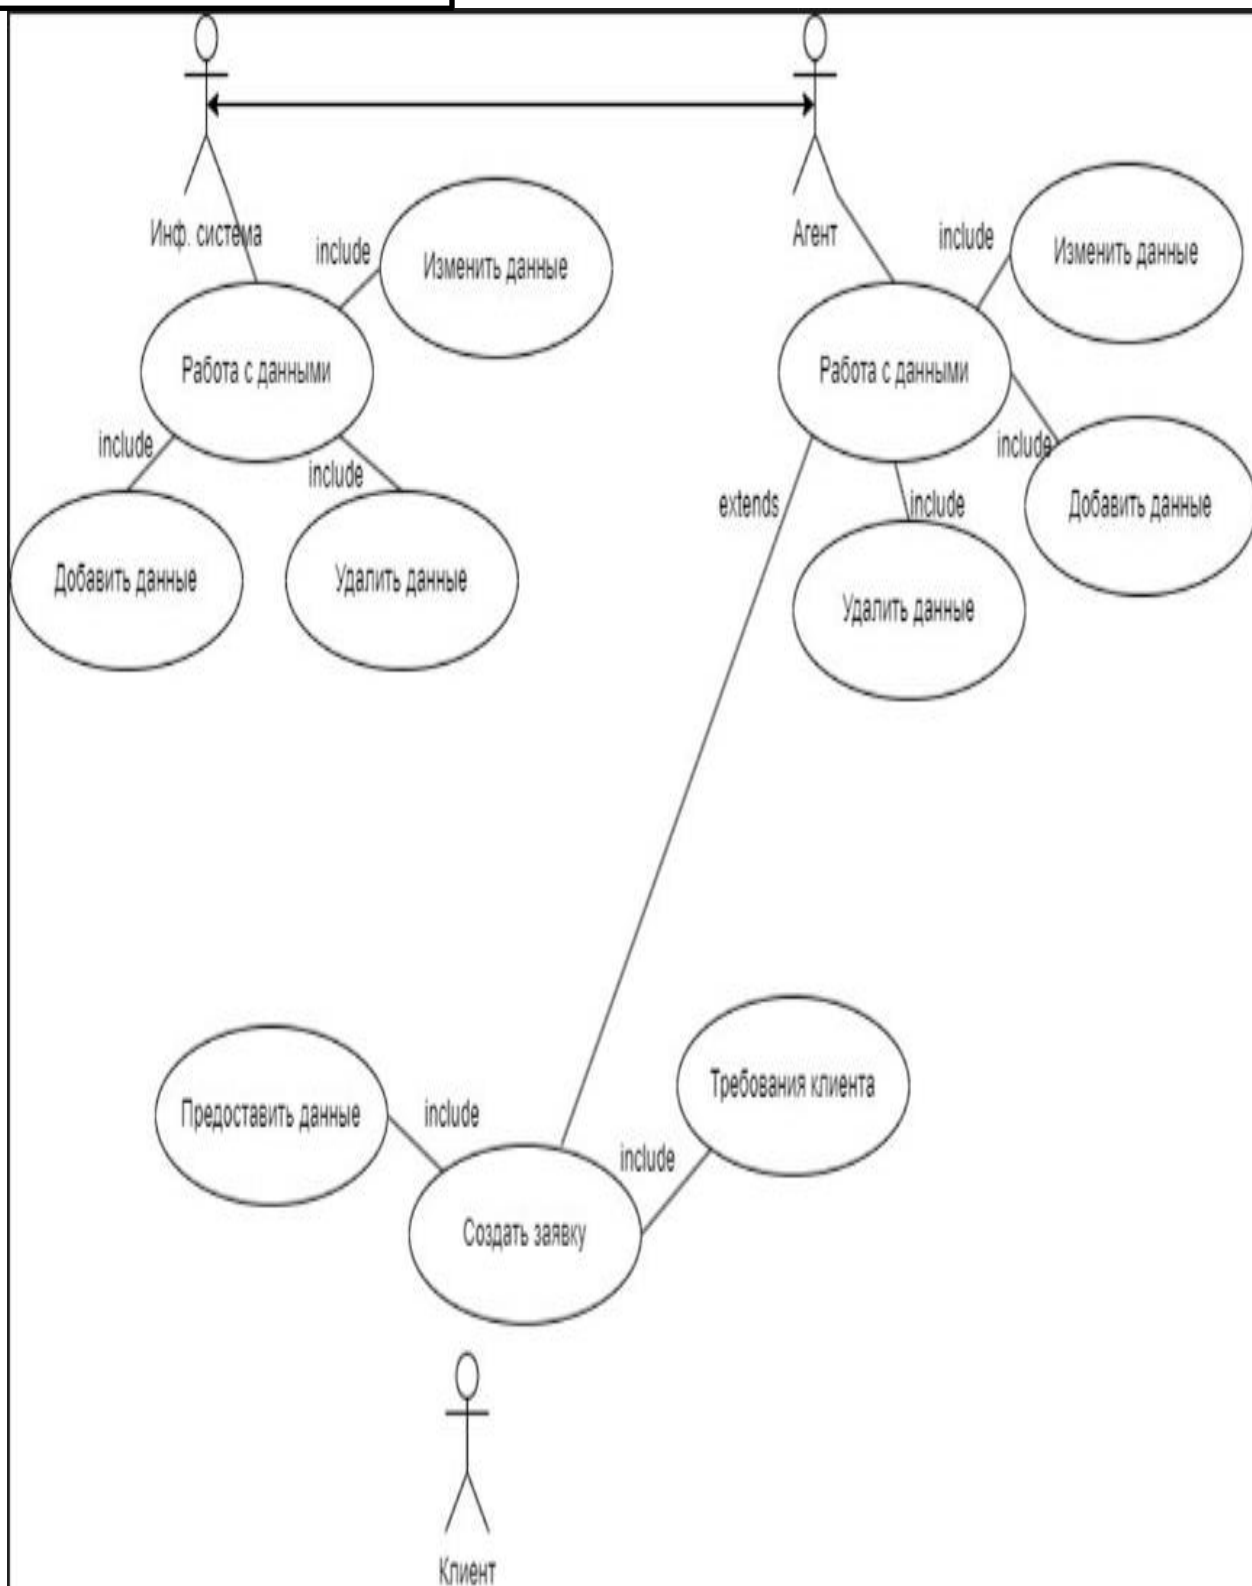 Инф. система
Агент
include
Изменить данные
include
Изменить данные
Работа с данными
Работа с данными
include
include
include
include
extends
Добавить данные
Удалить данные
Добавить данные
Удалить данные
Предоставить данные
include
Требования клиента
include
Создать заявку
Клиент